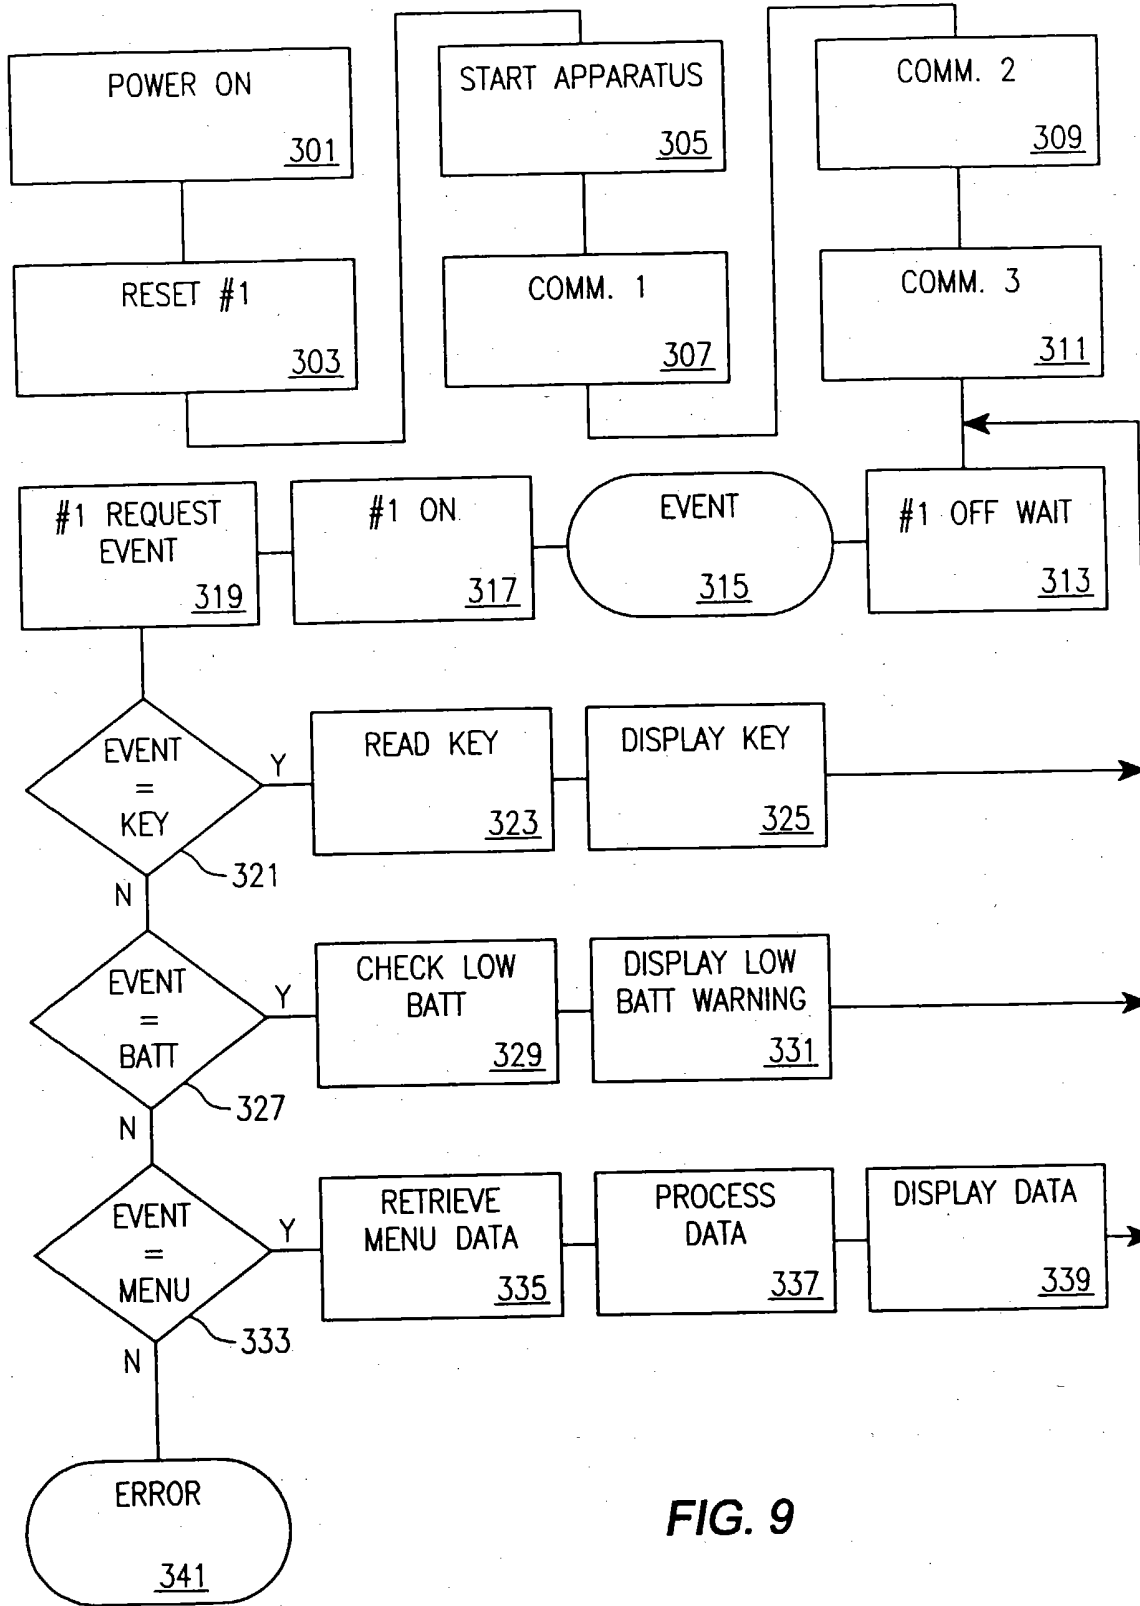 POWER ON
301
RESET #1
303
START APPARATUS
305
COMM. 1
307
COMM. 2
309
COMM. 3
311
#1 OFF WAIT
313
EVENT
315
#1 ON
317
#1 REQUEST
EVENT
319
EVENT
=
KEY
321
Y
N
READ KEY
323
DISPLAY KEY
325
EVENT
=
BATT
327
Y
N
CHECK LOW
BATT
329
DISPLAY LOW
BATT WARNING
331
EVENT
=
MENU
333
Y
N
RETRIEVE
MENU DATA
335
PROCESS
DATA
337
DISPLAY DATA
339
ERROR
341
FIG. 9